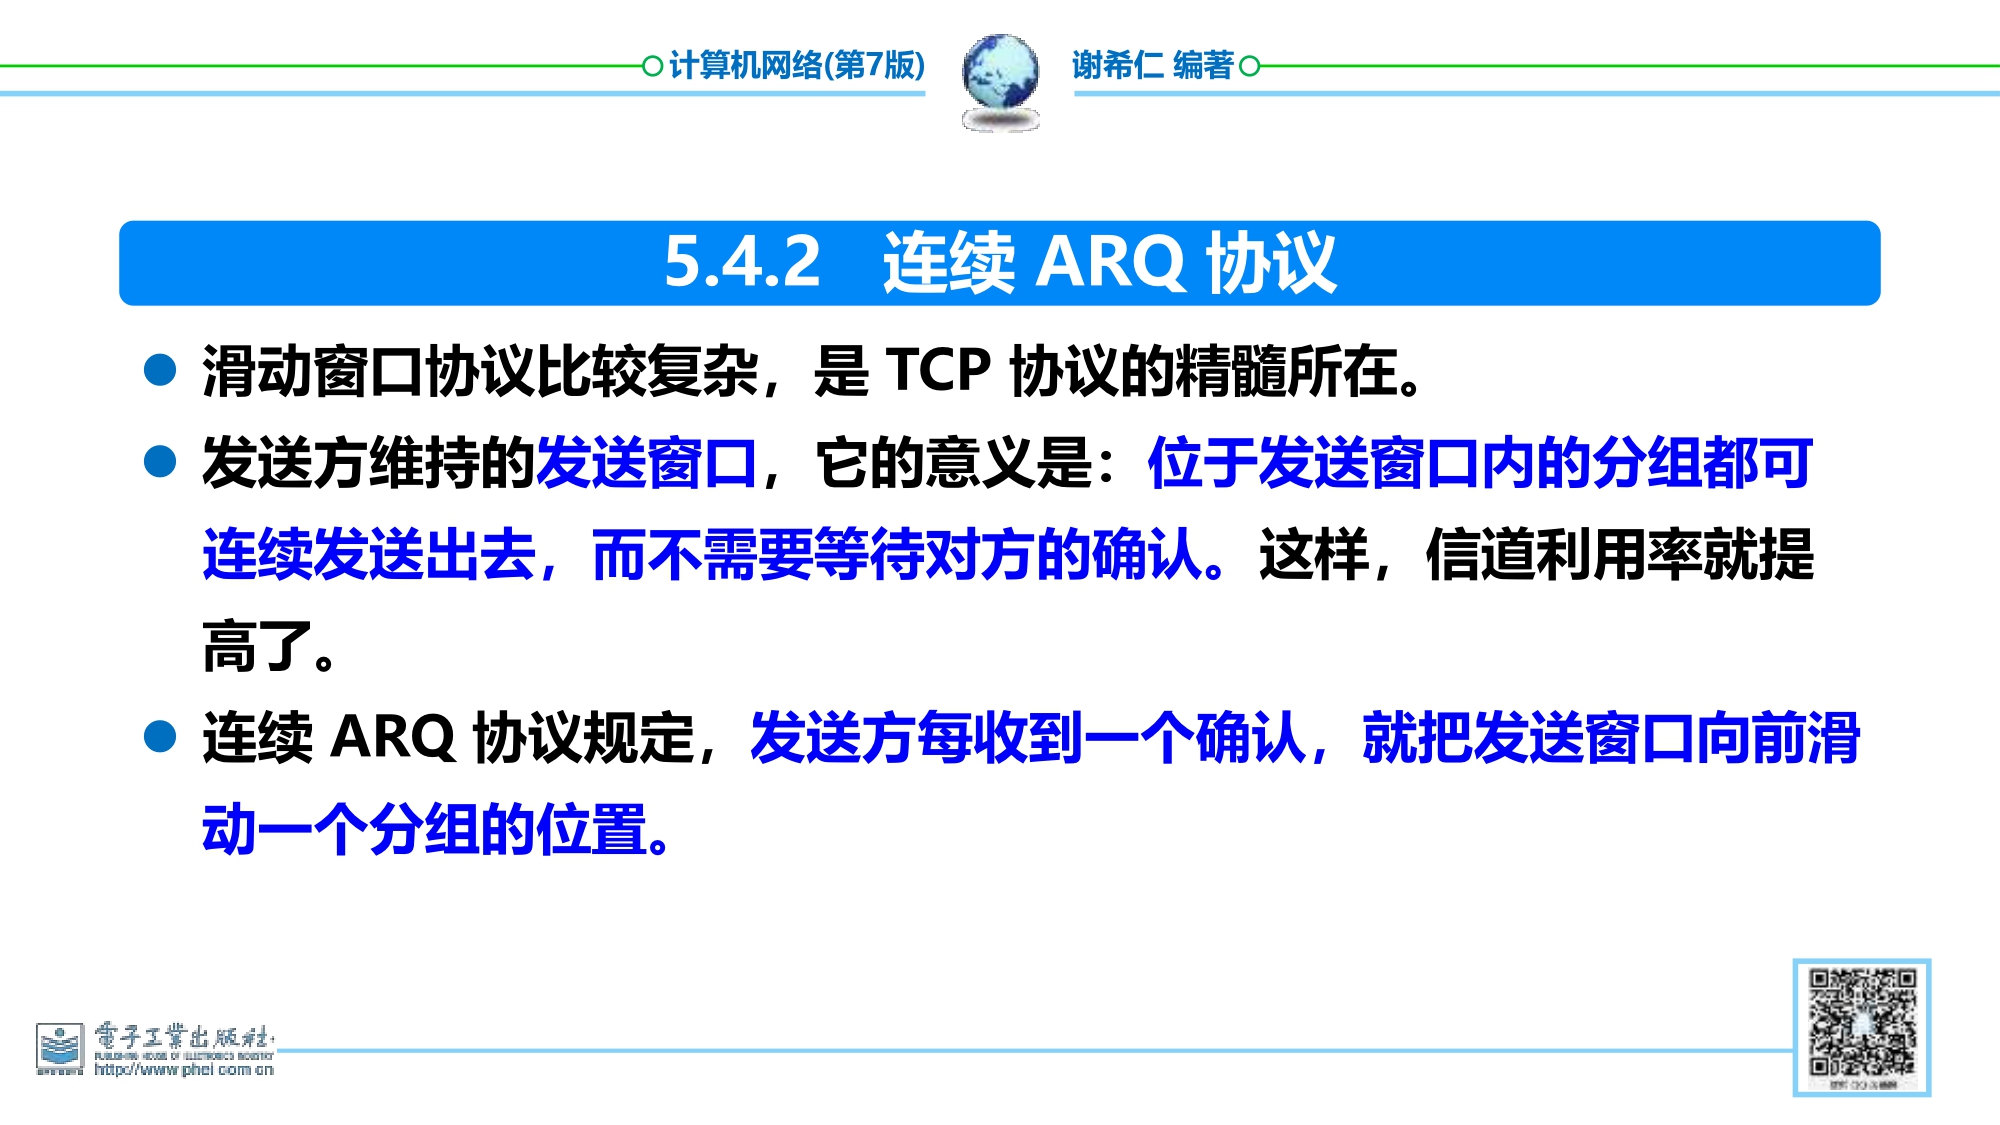 计算机网络(第7版) 谢希仁 编著
5.4.2 连续 ARQ 协议
滑动窗口协议比较复杂，是 TCP 协议的精髓所在。
发送方维持的发送窗口，它的意义是：位于发送窗口内的分组都可
连续发送出去，而不需要等待对方的确认。这样，信道利用率就提
高了。
连续 ARQ 协议规定，发送方每收到一个确认，就把发送窗口向前滑
动一个分组的位置。
電子工業出版社
PUBLISHING HOUSE OF ELECTRONICS INDUSTRY
http://www.phei.com.cn